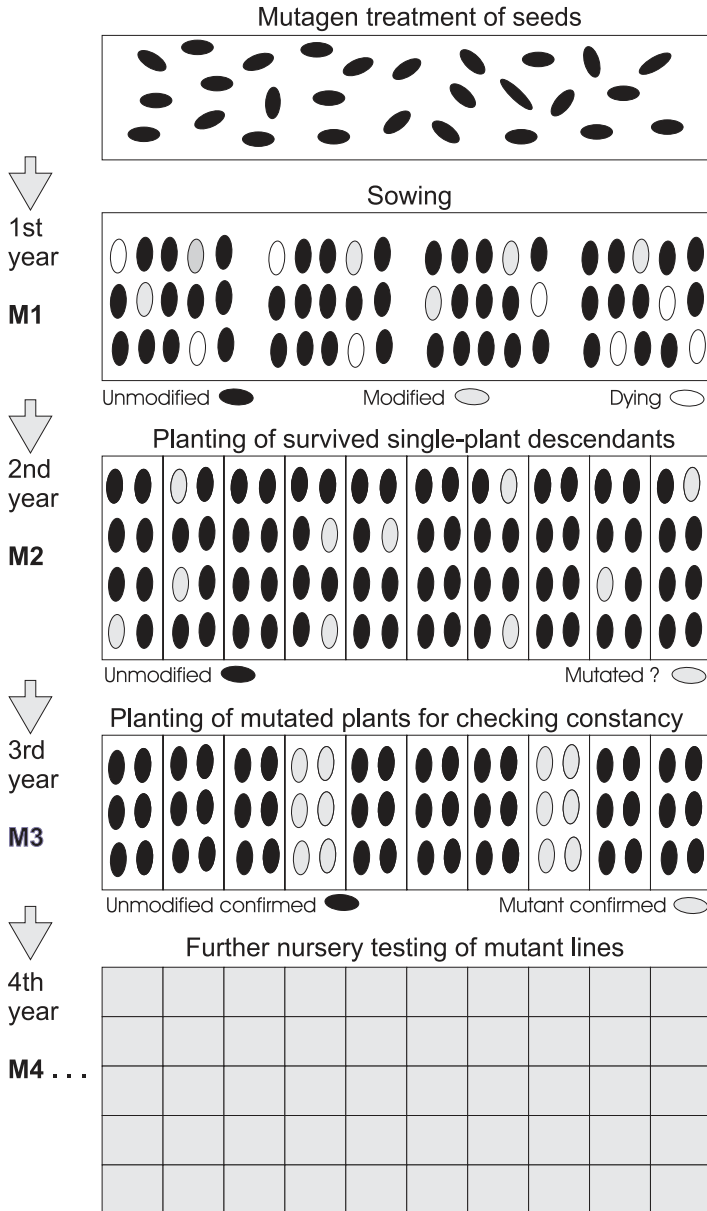 Mutagen treatment of seeds
Sowing
1st
year
M1
Unmodified
Modified
Dying
Planting of survived single-plant descendants
2nd
year
M2
Unmodified
Mutated ?
Planting of mutated plants for checking constancy
3rd
year
M3
Unmodified confirmed
Mutant confirmed
Further nursery testing of mutant lines
4th
year
M4 . . .